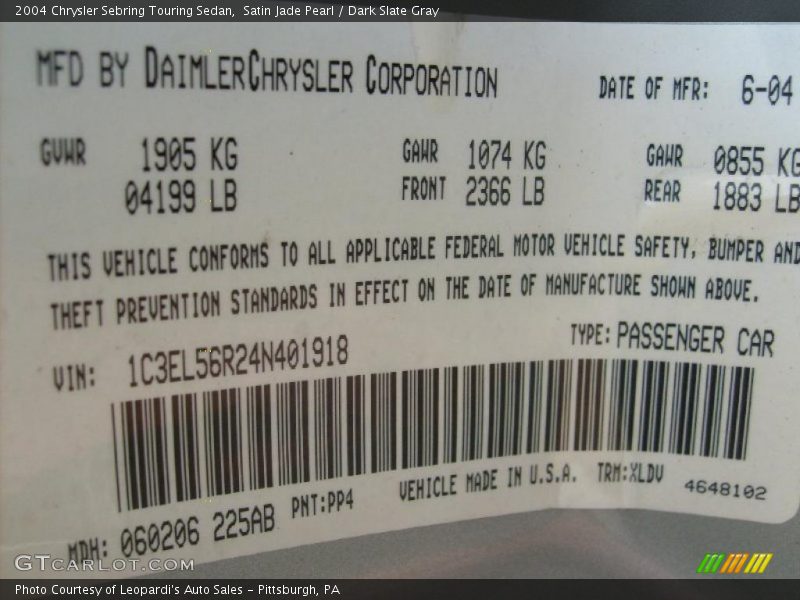 2004 Chrysler Sebring Touring Sedan,  Satin Jade Pearl / Dark Slate Gray
MFD BY DAIMLERCHRYSLER CORPORATION DATE OF MFR: 6-04
GVWR 1905 KG GAWR 1074 KG GAWR 0855 KG
04199 LB FRONT 2366 LB REAR 1883 LB
THIS VEHICLE CONFORMS TO ALL APPLICABLE FEDERAL MOTOR VEHICLE SAFETY, BUMPER AND
THEFT PREVENTION STANDARDS IN EFFECT ON THE DATE OF MANUFACTURE SHOWN ABOVE.
VIN: 1C3EL56R24N401918 TYPE: PASSENGER CAR
MDH: 060206 225AB PNT:PP4 VEHICLE MADE IN U.S.A. TRM:XLDV 4648102
GTCARLOT.COM
Photo Courtesy of Leopardi's Auto Sales - Pittsburgh, PA